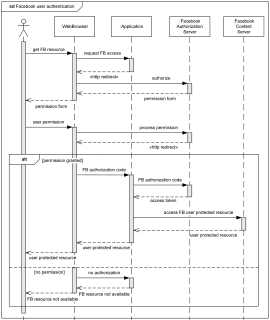 sd Facebook user authentication
:WebBrowser
:Application
:Facebook
Authorization
Server
:Facebook
Content
Server
get FB resource
request FB access
<http redirect>
authorize
permission form
permission form
user permission
process permission
<http redirect>
alt
[permission granted]
FB authorization code
FB authorization code
access token
access FB user protected resource
user protected resource
user protected resource
user protected resource
[no permission]
no authorization
FB resource not available
FB resource not available